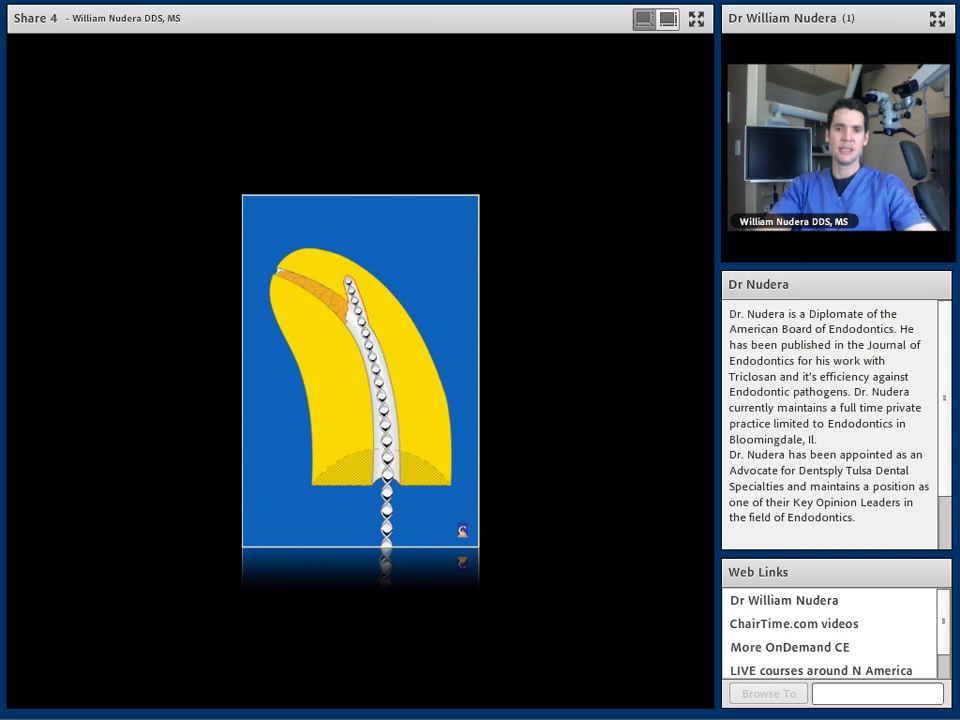 Share 4 - William Nudera DDS, MS
Dr William Nudera (1)
William Nudera DDS, MS
Dr Nudera
Dr. Nudera is a Diplomate of the
American Board of Endodontics. He
has been published in the Journal of
Endodontics for his work with
Triclosan and it's efficiency against
Endodontic pathogens. Dr. Nudera
currently maintains a full time private
practice limited to Endodontics in
Bloomingdale, Il.
Dr. Nudera has been appointed as an
Advocate for Dentsply Tulsa Dental
Specialties and maintains a position as
one of their Key Opinion Leaders in
the field of Endodontics.
Web Links
Dr William Nudera
ChairTime.com videos
More OnDemand CE
LIVE courses around N America
Browse To